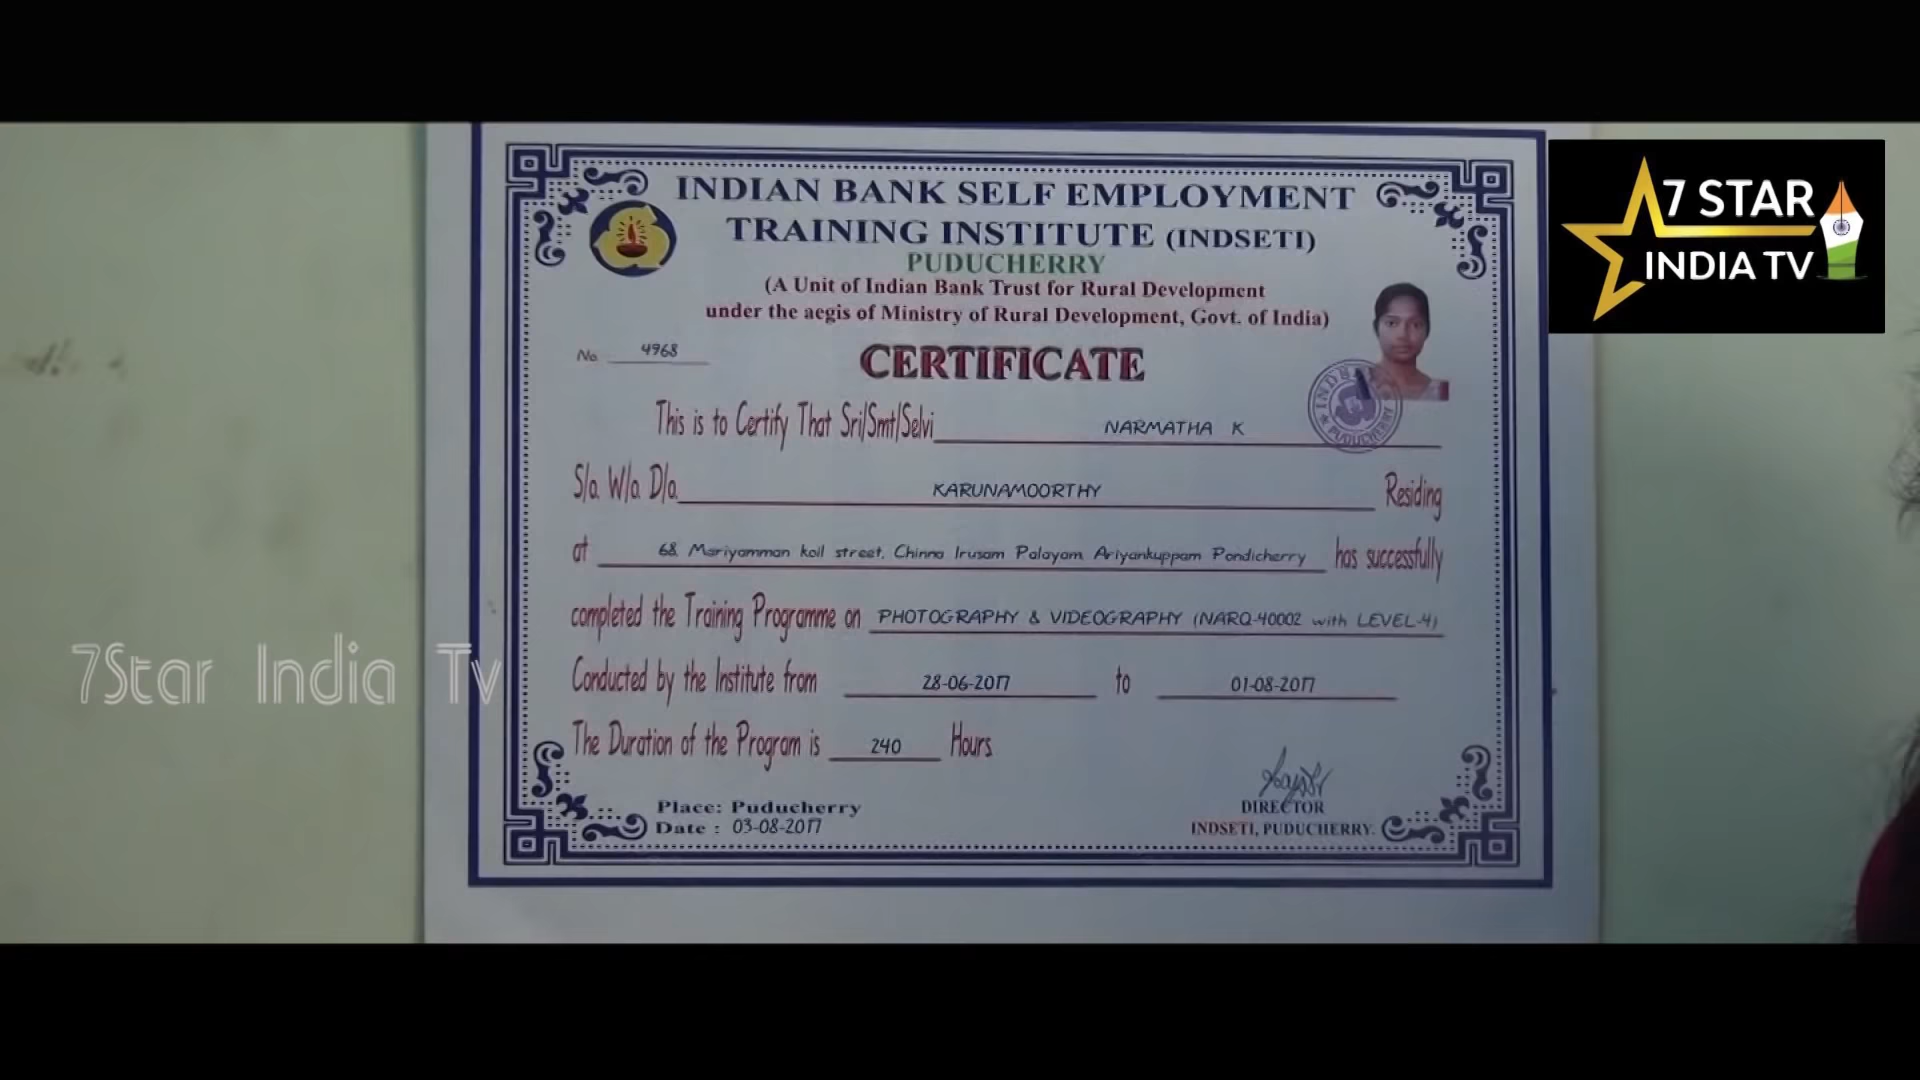 INDIAN BANK SELF EMPLOYMENT
TRAINING INSTITUTE (INDSETI)
PUDUCHERRY
(A Unit of Indian Bank Trust for Rural Development
under the aegis of Ministry of Rural Development, Govt. of India)
No. 4968
CERTIFICATE
This is to Certify That Sri/Smt/Selvi NARMATHA K
S/o. W/o. D/o. KARUNAMOORTHY Residing
at 68, Mariyamman koil street, Chinna Irusam Palayam Ariyankuppam Pondicherry has successfully
completed the Training Programme on PHOTOGRAPHY & VIDEOGRAPHY (NARQ-40002 with LEVEL-4)
Conducted by the Institute from 28-06-2017 to 01-08-2017
The Duration of the Program is 240 Hours
Place: Puducherry
Date : 03-08-2017
DIRECTOR
INDSETI, PUDUCHERRY.
PUDUCHERRY
7 STAR
INDIA TV
7Star India Tv